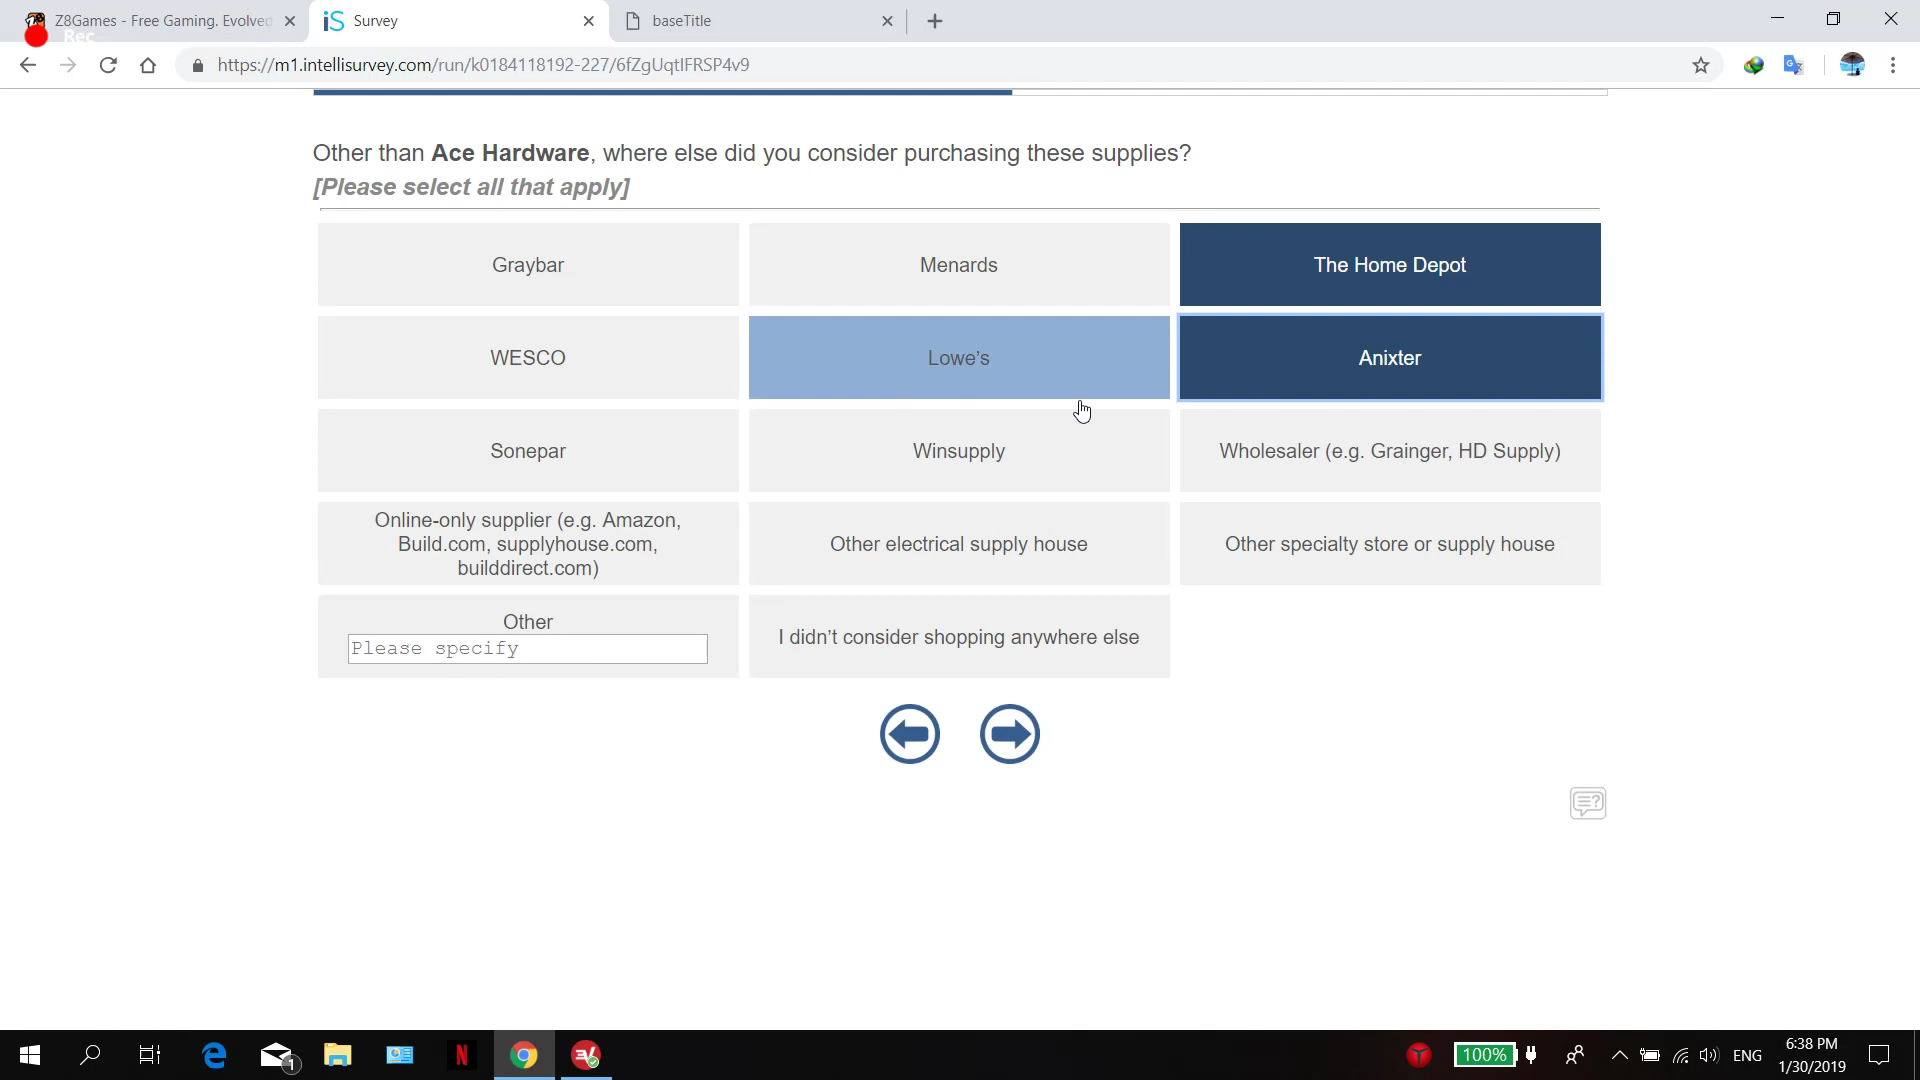 Z8Games - Free Gaming. Evolved
Survey
baseTitle
Rec
https://m1.intellisurvey.com/run/k0184118192-227/6fZgUqtIFRSP4v9
Other than Ace Hardware, where else did you consider purchasing these supplies?
[Please select all that apply]
Graybar
Menards
The Home Depot
WESCO
Lowe's
Anixter
Sonepar
Winsupply
Wholesaler (e.g. Grainger, HD Supply)
Online-only supplier (e.g. Amazon,
Build.com, supplyhouse.com,
builddirect.com)
Other electrical supply house
Other specialty store or supply house
Other
Please specify
I didn't consider shopping anywhere else
1
100%
ENG
6:38 PM
1/30/2019